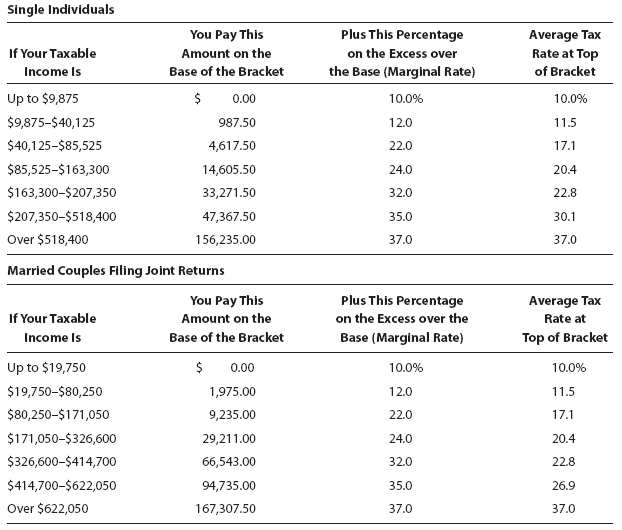 Single Individuals
You Pay This Plus This Percentage Average Tax
If Your Taxable Amount on the on the Excess over Rate at Top
Income Is Base of the Bracket the Base (Marginal Rate) of Bracket
Up to $9,875 $ 0.00 10.0% 10.0%
$9,875–$40,125 987.50 12.0 11.5
$40,125–$85,525 4,617.50 22.0 17.1
$85,525–$163,300 14,605.50 24.0 20.4
$163,300–$207,350 33,271.50 32.0 22.8
$207,350–$518,400 47,367.50 35.0 30.1
Over $518,400 156,235.00 37.0 37.0
Married Couples Filing Joint Returns
You Pay This Plus This Percentage Average Tax
If Your Taxable Amount on the on the Excess over the Rate at
Income Is Base of the Bracket Base (Marginal Rate) Top of Bracket
Up to $19,750 $ 0.00 10.0% 10.0%
$19,750–$80,250 1,975.00 12.0 11.5
$80,250–$171,050 9,235.00 22.0 17.1
$171,050–$326,600 29,211.00 24.0 20.4
$326,600–$414,700 66,543.00 32.0 22.8
$414,700–$622,050 94,735.00 35.0 26.9
Over $622,050 167,307.50 37.0 37.0